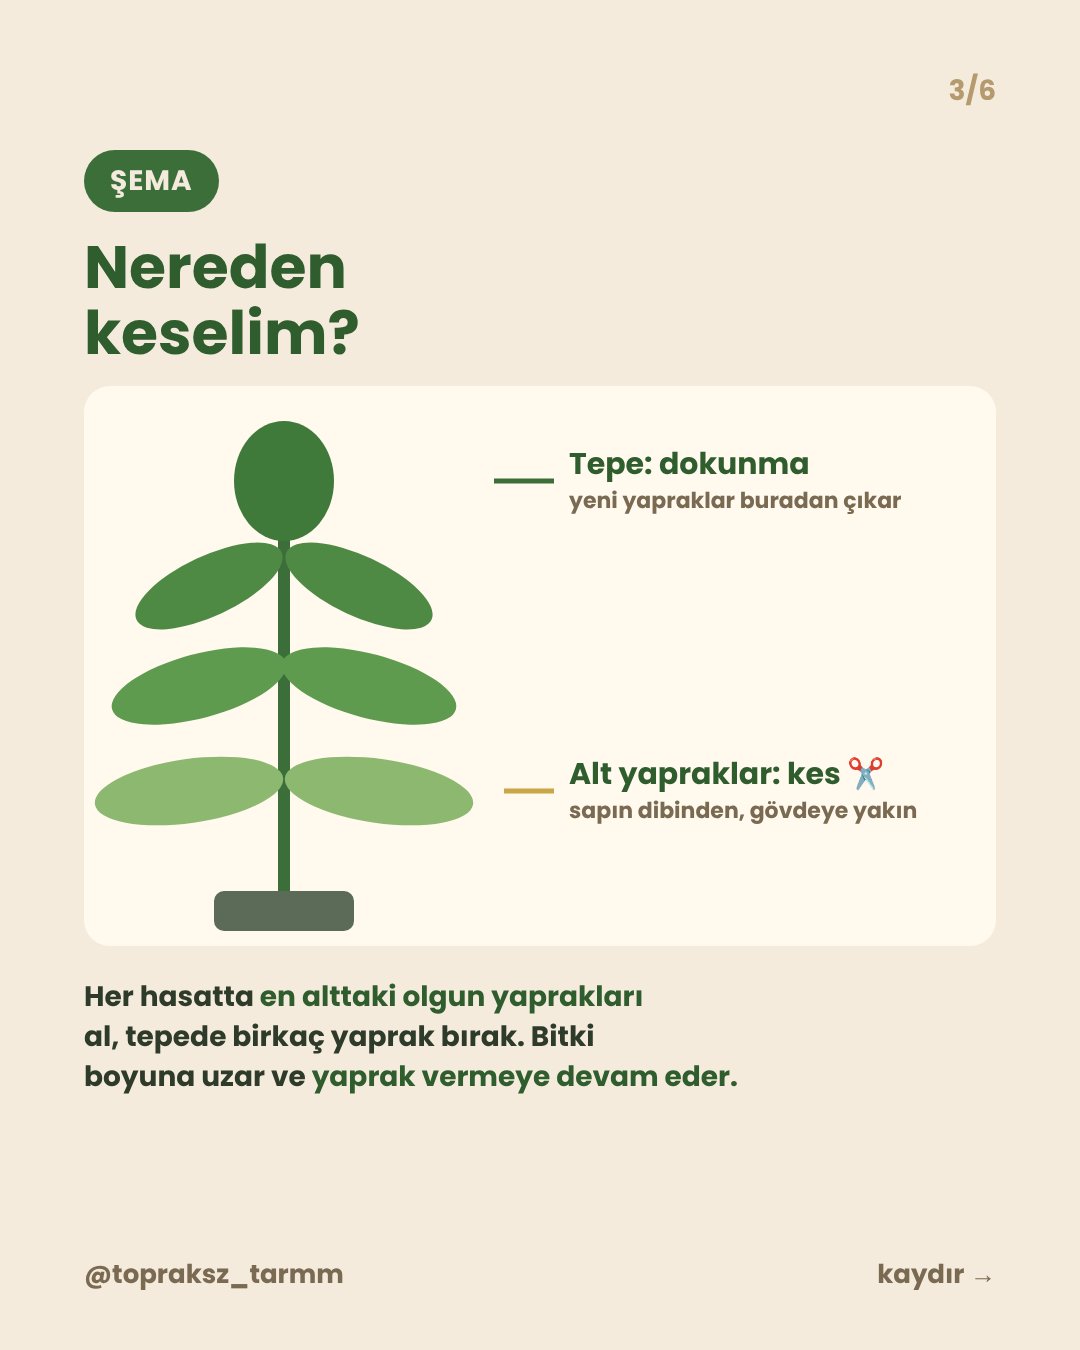 3/6
ŞEMA
Nereden
keselim?
Tepe: dokunma
yeni yapraklar buradan çıkar
Alt yapraklar: kes ✂️
sapın dibinden, gövdeye yakın
Her hasatta en alttaki olgun yaprakları
al, tepede birkaç yaprak bırak. Bitki
boyuna uzar ve yaprak vermeye devam eder.
@topraksz_tarmm
kaydır →